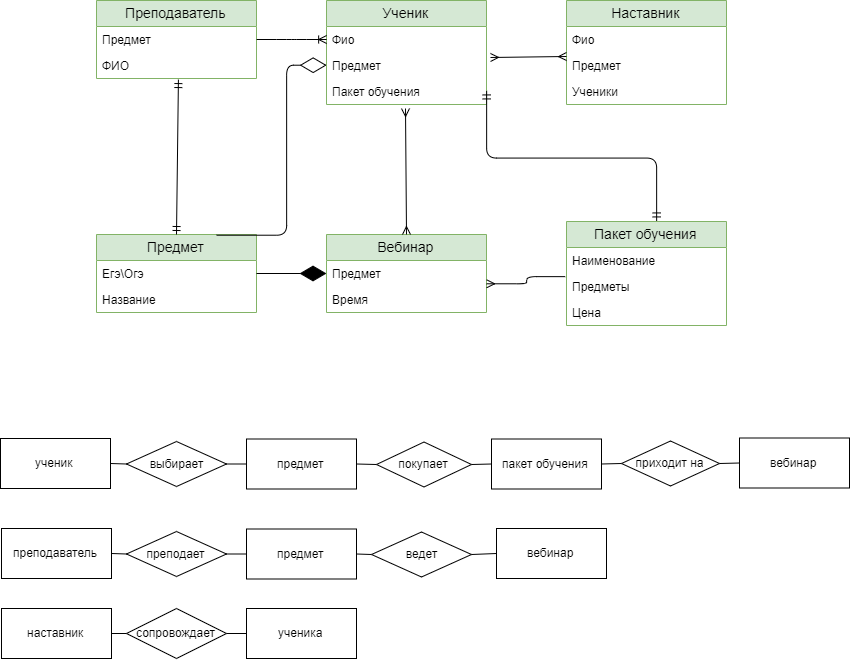 Преподаватель
Предмет
ФИО
Ученик
Фио
Предмет
Пакет обучения
Наставник
Фио
Предмет
Ученики
Предмет
Егэ\Огэ
Название
Вебинар
Предмет
Время
Пакет обучения
Наименование
Предметы
Цена
ученик
выбирает
предмет
покупает
пакет обучения
приходит на
вебинар
преподаватель
преподает
предмет
ведет
вебинар
наставник
сопровождает
ученика